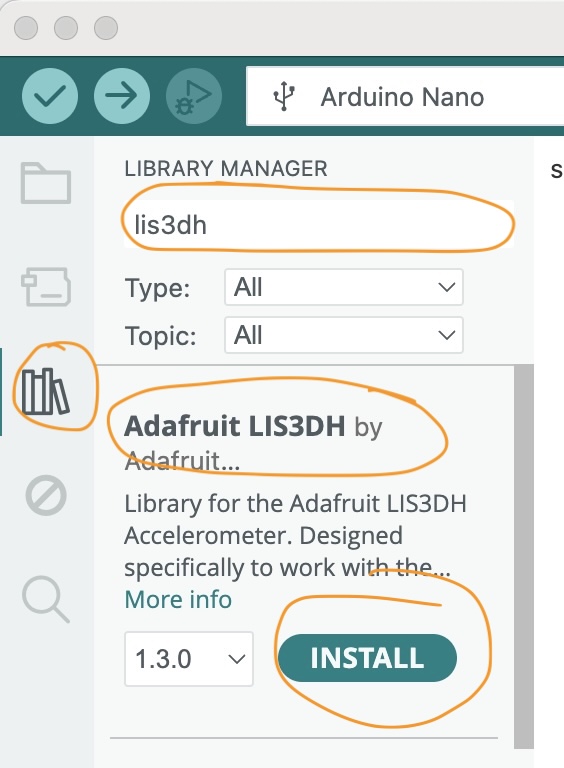 Arduino Nano
LIBRARY MANAGER
s
lis3dh
Type: All
Topic: All
Adafruit LIS3DH by
Adafruit...
Library for the Adafruit LIS3DH
Accelerometer. Designed
specifically to work with the...
More info
1.3.0 INSTALL